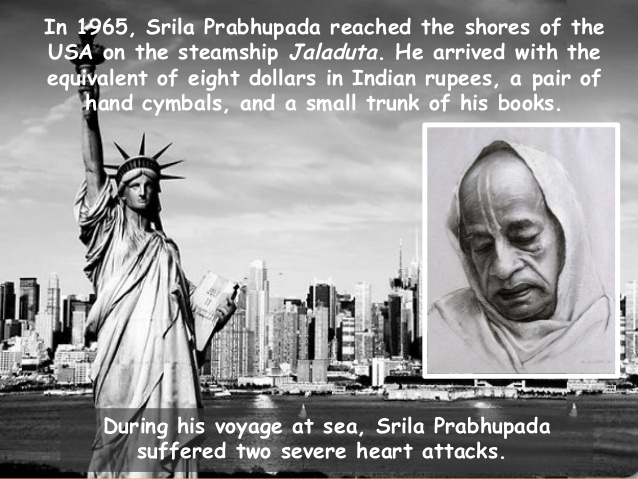 In 1965, Srila Prabhupada reached the shores of the
USA on the steamship Jaladuta. He arrived with the
equivalent of eight dollars in Indian rupees, a pair of
hand cymbals, and a small trunk of his books.
During his voyage at sea, Srila Prabhupada
suffered two severe heart attacks.